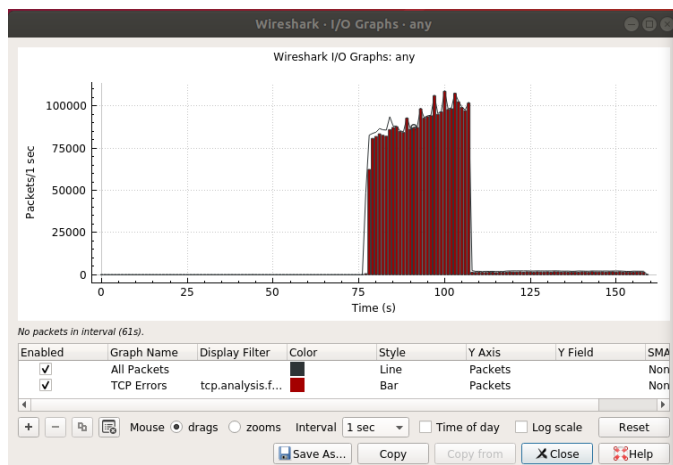 Wireshark · I/O Graphs · any
Wireshark I/O Graphs: any
Packets/1 sec
100000
75000
50000
25000
0
0 25 50 75 100 125 150
Time (s)
No packets in interval (61s).
Enabled Graph Name Display Filter Color Style Y Axis Y Field SMA
All Packets Line Packets Non
TCP Errors tcp.analysis.f... Bar Packets Non
+ − Mouse drags zooms Interval 1 sec Time of day Log scale Reset
Save As... Copy Copy from Close Help